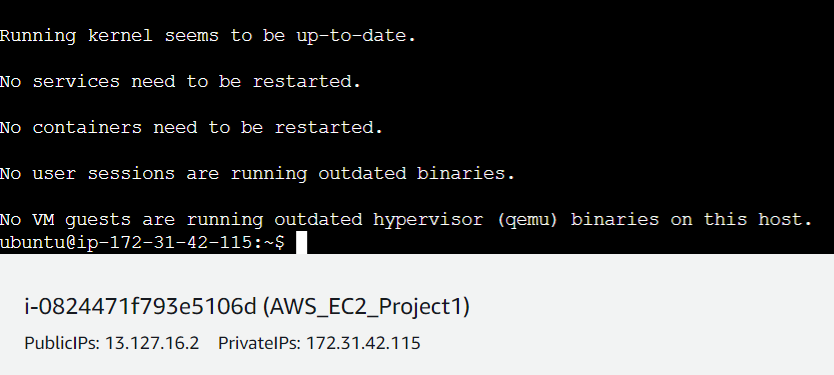 Running kernel seems to be up-to-date.
No services need to be restarted.
No containers need to be restarted.
No user sessions are running outdated binaries.
No VM guests are running outdated hypervisor (qemu) binaries on this host.
ubuntu@ip-172-31-42-115:~$
i-0824471f793e5106d (AWS_EC2_Project1)
PublicIPs: 13.127.16.2 PrivateIPs: 172.31.42.115